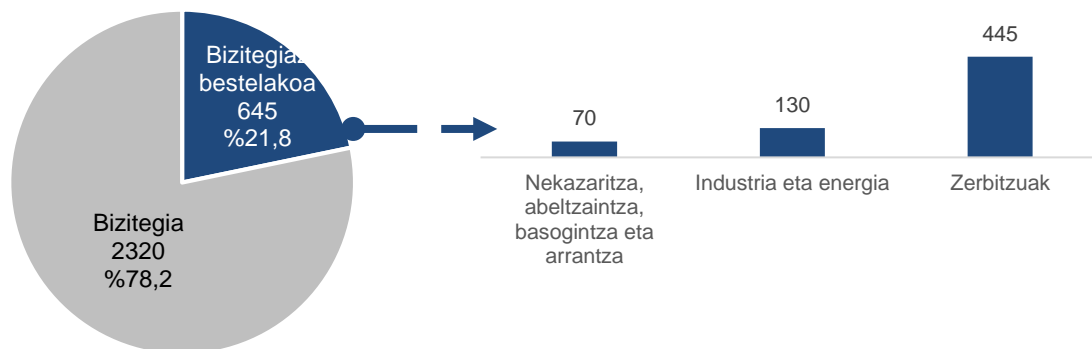 Bizitegiaz
bestelakoa
645
%21,8
Bizitegia
2320
%78,2
70
130
445
Nekazaritza,
abeltzaintza,
basogintza eta
arrantza
Industria eta energia
Zerbitzuak